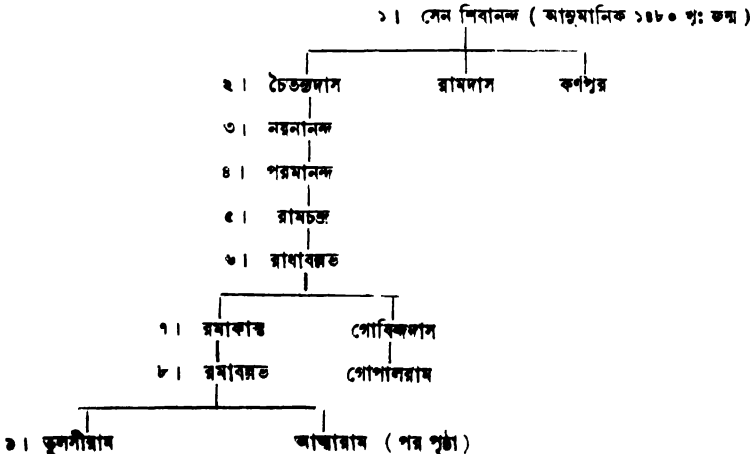 ১। সেন শিবানন্দ ( আনুমানিক ১৪৮০ খৃঃ জন্ম )
২। চৈতন্যদাস রামদাস কর্ণপুর
৩। নয়নানন্দ
৪। পরমানন্দ
৫। রামচন্দ্র
৬। রাধাবল্লভ
৭। রমাকান্ত গোবিন্দদাস
৮। রমাবল্লভ গোপালরাম
৯। তুলসীরাম আত্মারাম ( পর পৃষ্ঠা )